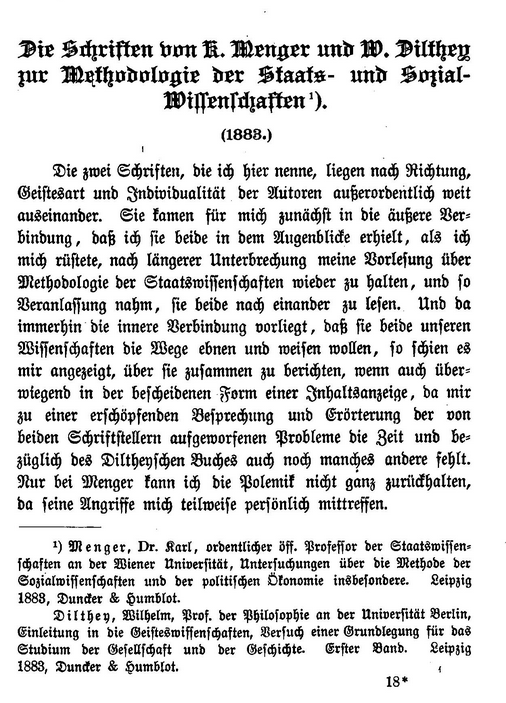 Die Schriften von K. Menger und W. Dilthey
zur Methodologie der Staats- und Sozial-
Wissenschaften¹).
(1883.)
Die zwei Schriften, die ich hier nenne, liegen nach Richtung,
Geistesart und Individualität der Autoren außerordentlich weit
auseinander. Sie kamen für mich zunächst in die äußere Ver-
bindung, daß ich sie beide in dem Augenblicke erhielt, als ich
mich rüstete, nach längerer Unterbrechung meine Vorlesung über
Methodologie der Staatswissenschaften wieder zu halten, und so
Veranlassung nahm, sie beide nach einander zu lesen. Und da
immerhin die innere Verbindung vorliegt, daß sie beide unseren
Wissenschaften die Wege ebnen und weisen wollen, so schien es
mir angezeigt, über sie zusammen zu berichten, wenn auch über-
wiegend in der bescheidenen Form einer Inhaltsanzeige, da mir
zu einer erschöpfenden Besprechung und Erörterung der von
beiden Schriftstellern aufgeworfenen Probleme die Zeit und be-
züglich des Diltheyschen Buches auch noch manches andere fehlt.
Nur bei Menger kann ich die Polemik nicht ganz zurückhalten,
da seine Angriffe mich teilweise persönlich mittreffen.
¹) Menger, Dr. Karl, ordentlicher öff. Professor der Staatswissen-
schaften an der Wiener Universität, Untersuchungen über die Methode der
Sozialwissenschaften und der politischen Ökonomie insbesondere. Leipzig
1883, Duncker & Humblot.
Dilthey, Wilhelm, Prof. der Philosophie an der Universität Berlin,
Einleitung in die Geisteswissenschaften, Versuch einer Grundlegung für das
Studium der Gesellschaft und der Geschichte. Erster Band. Leipzig
1883, Duncker & Humblot.
18*